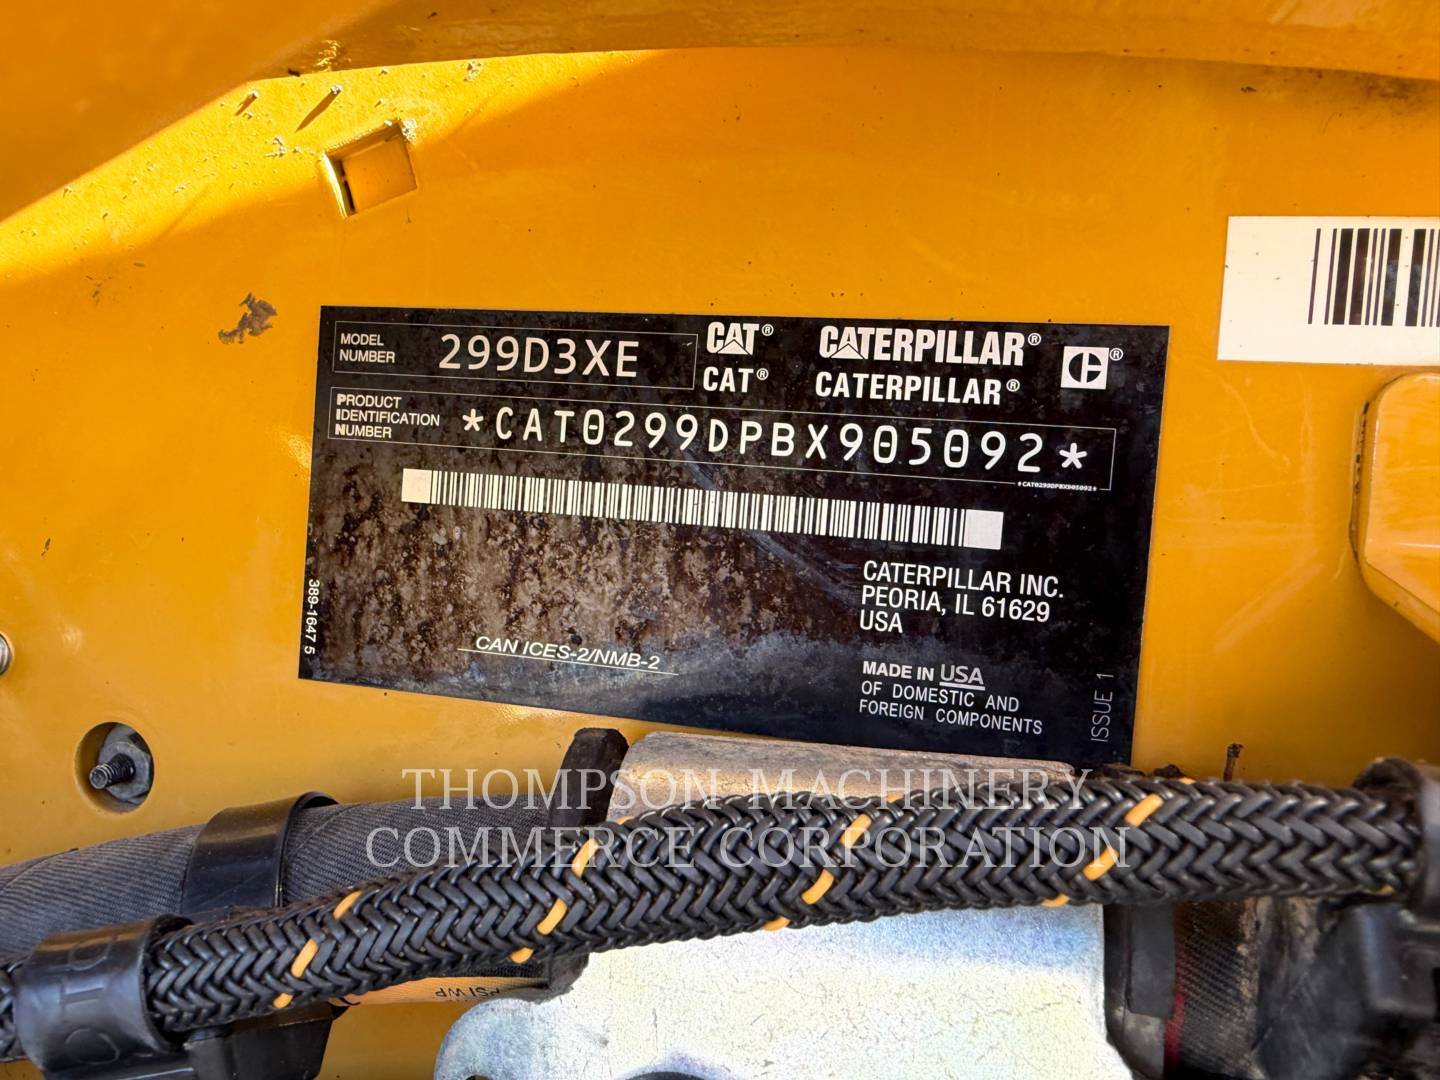 MODEL
NUMBER
299D3XE
CAT® CATERPILLAR® ®
CAT® CATERPILLAR®
PRODUCT
IDENTIFICATION
NUMBER
*CAT0299DPBX905092*
*CAT0299DPBX905092*
CATERPILLAR INC.
PEORIA, IL 61629
USA
389-1647 5
CAN ICES-2/NMB-2
MADE IN USA
OF DOMESTIC AND
FOREIGN COMPONENTS
ISSUE 1
THOMPSON MACHINERY
COMMERCE CORPORATION
PSI WP